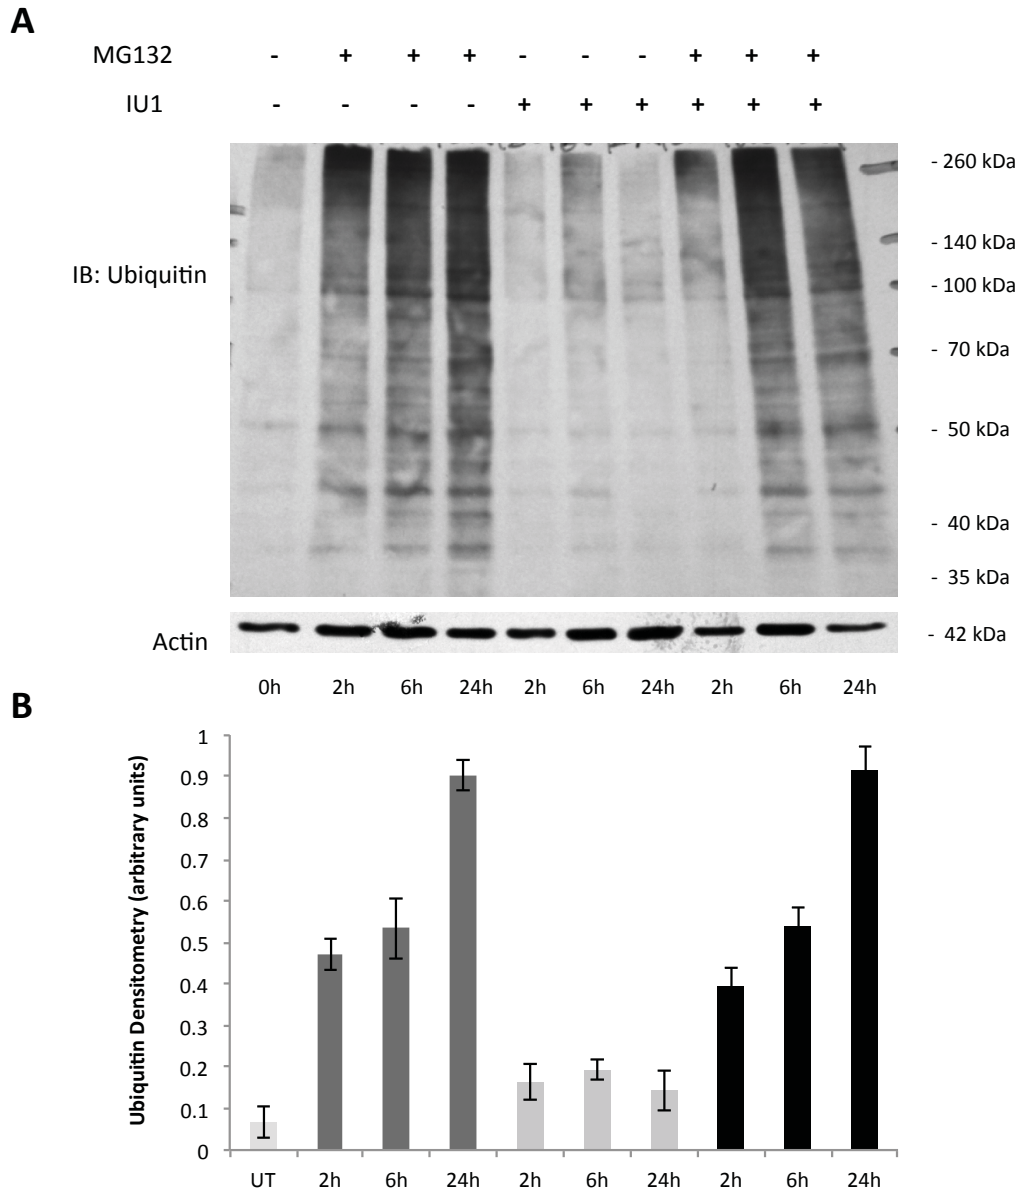 A
MG132 - + + + - - - + + +
IU1 - - - - + + + + + +
- 260 kDa
- 140 kDa
IB: Ubiquitin
- 100 kDa
- 70 kDa
- 50 kDa
- 40 kDa
- 35 kDa
Actin
- 42 kDa
0h 2h 6h 24h 2h 6h 24h 2h 6h 24h
B
Ubiquitin Densitometry (arbitrary units)
1
0.9
0.8
0.7
0.6
0.5
0.4
0.3
0.2
0.1
0
UT 2h 6h 24h 2h 6h 24h 2h 6h 24h